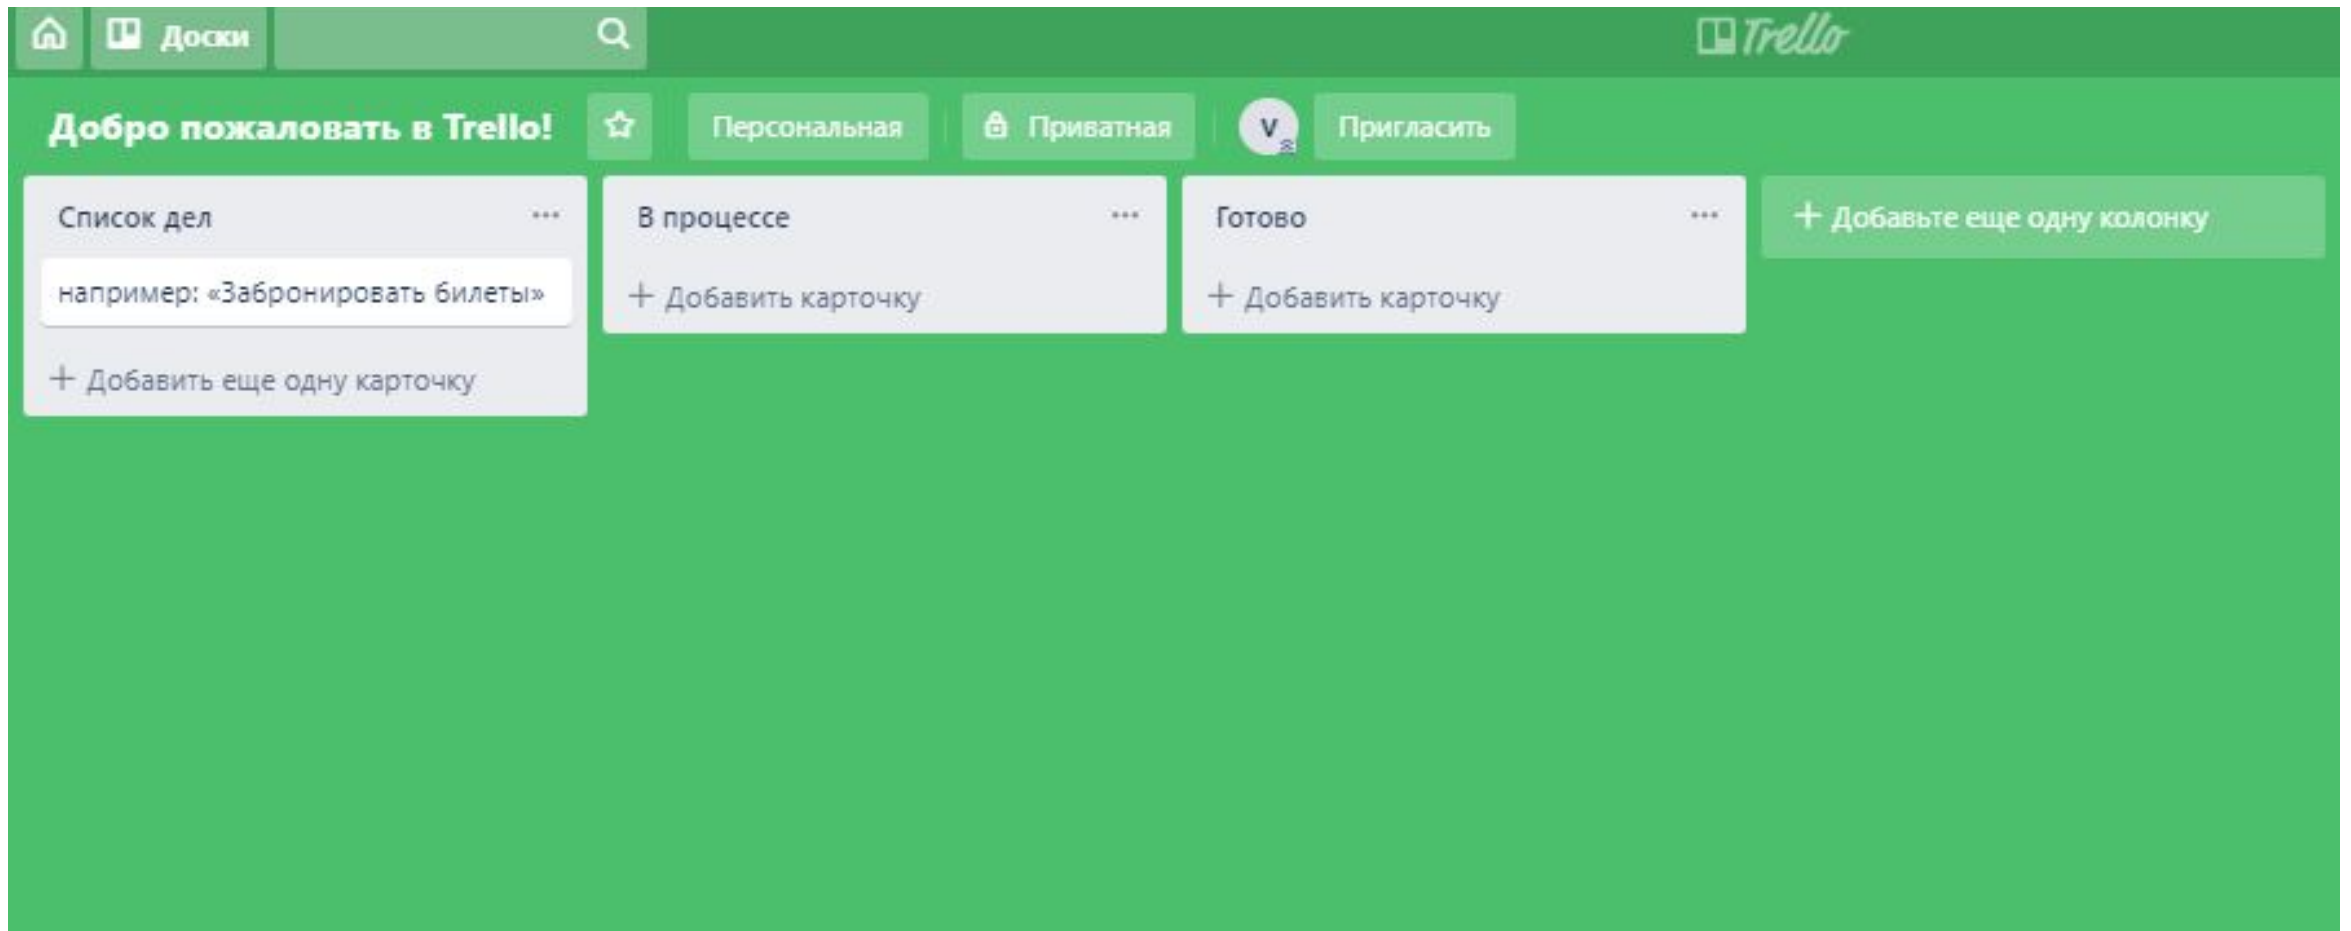 Доски
Trello
Добро пожаловать в Trello!
Персональная
Приватная
V
Пригласить
Список дел
например: «Забронировать билеты»
+ Добавить еще одну карточку
В процессе
+ Добавить карточку
Готово
+ Добавить карточку
+ Добавьте еще одну колонку